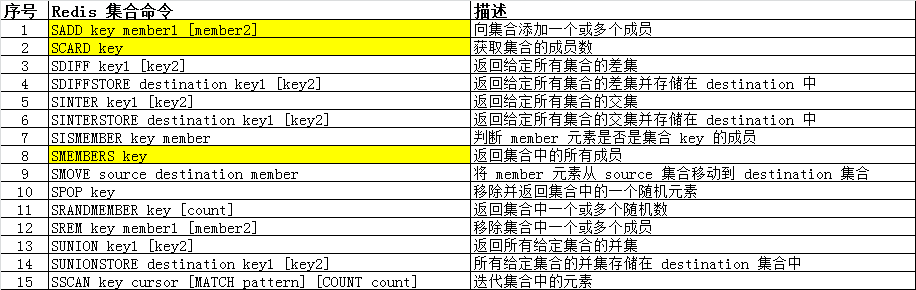 序号 Redis 集合命令 描述
1 SADD key member1 [member2] 向集合添加一个或多个成员
2 SCARD key 获取集合的成员数
3 SDIFF key1 [key2] 返回给定所有集合的差集
4 SDIFFSTORE destination key1 [key2] 返回给定所有集合的差集并存储在 destination 中
5 SINTER key1 [key2] 返回给定所有集合的交集
6 SINTERSTORE destination key1 [key2] 返回给定所有集合的交集并存储在 destination 中
7 SISMEMBER key member 判断 member 元素是否是集合 key 的成员
8 SMEMBERS key 返回集合中的所有成员
9 SMOVE source destination member 将 member 元素从 source 集合移动到 destination 集合
10 SPOP key 移除并返回集合中的一个随机元素
11 SRANDMEMBER key [count] 返回集合中一个或多个随机数
12 SREM key member1 [member2] 移除集合中一个或多个成员
13 SUNION key1 [key2] 返回所有给定集合的并集
14 SUNIONSTORE destination key1 [key2] 所有给定集合的并集存储在 destination 集合中
15 SSCAN key cursor [MATCH pattern] [COUNT count] 迭代集合中的元素